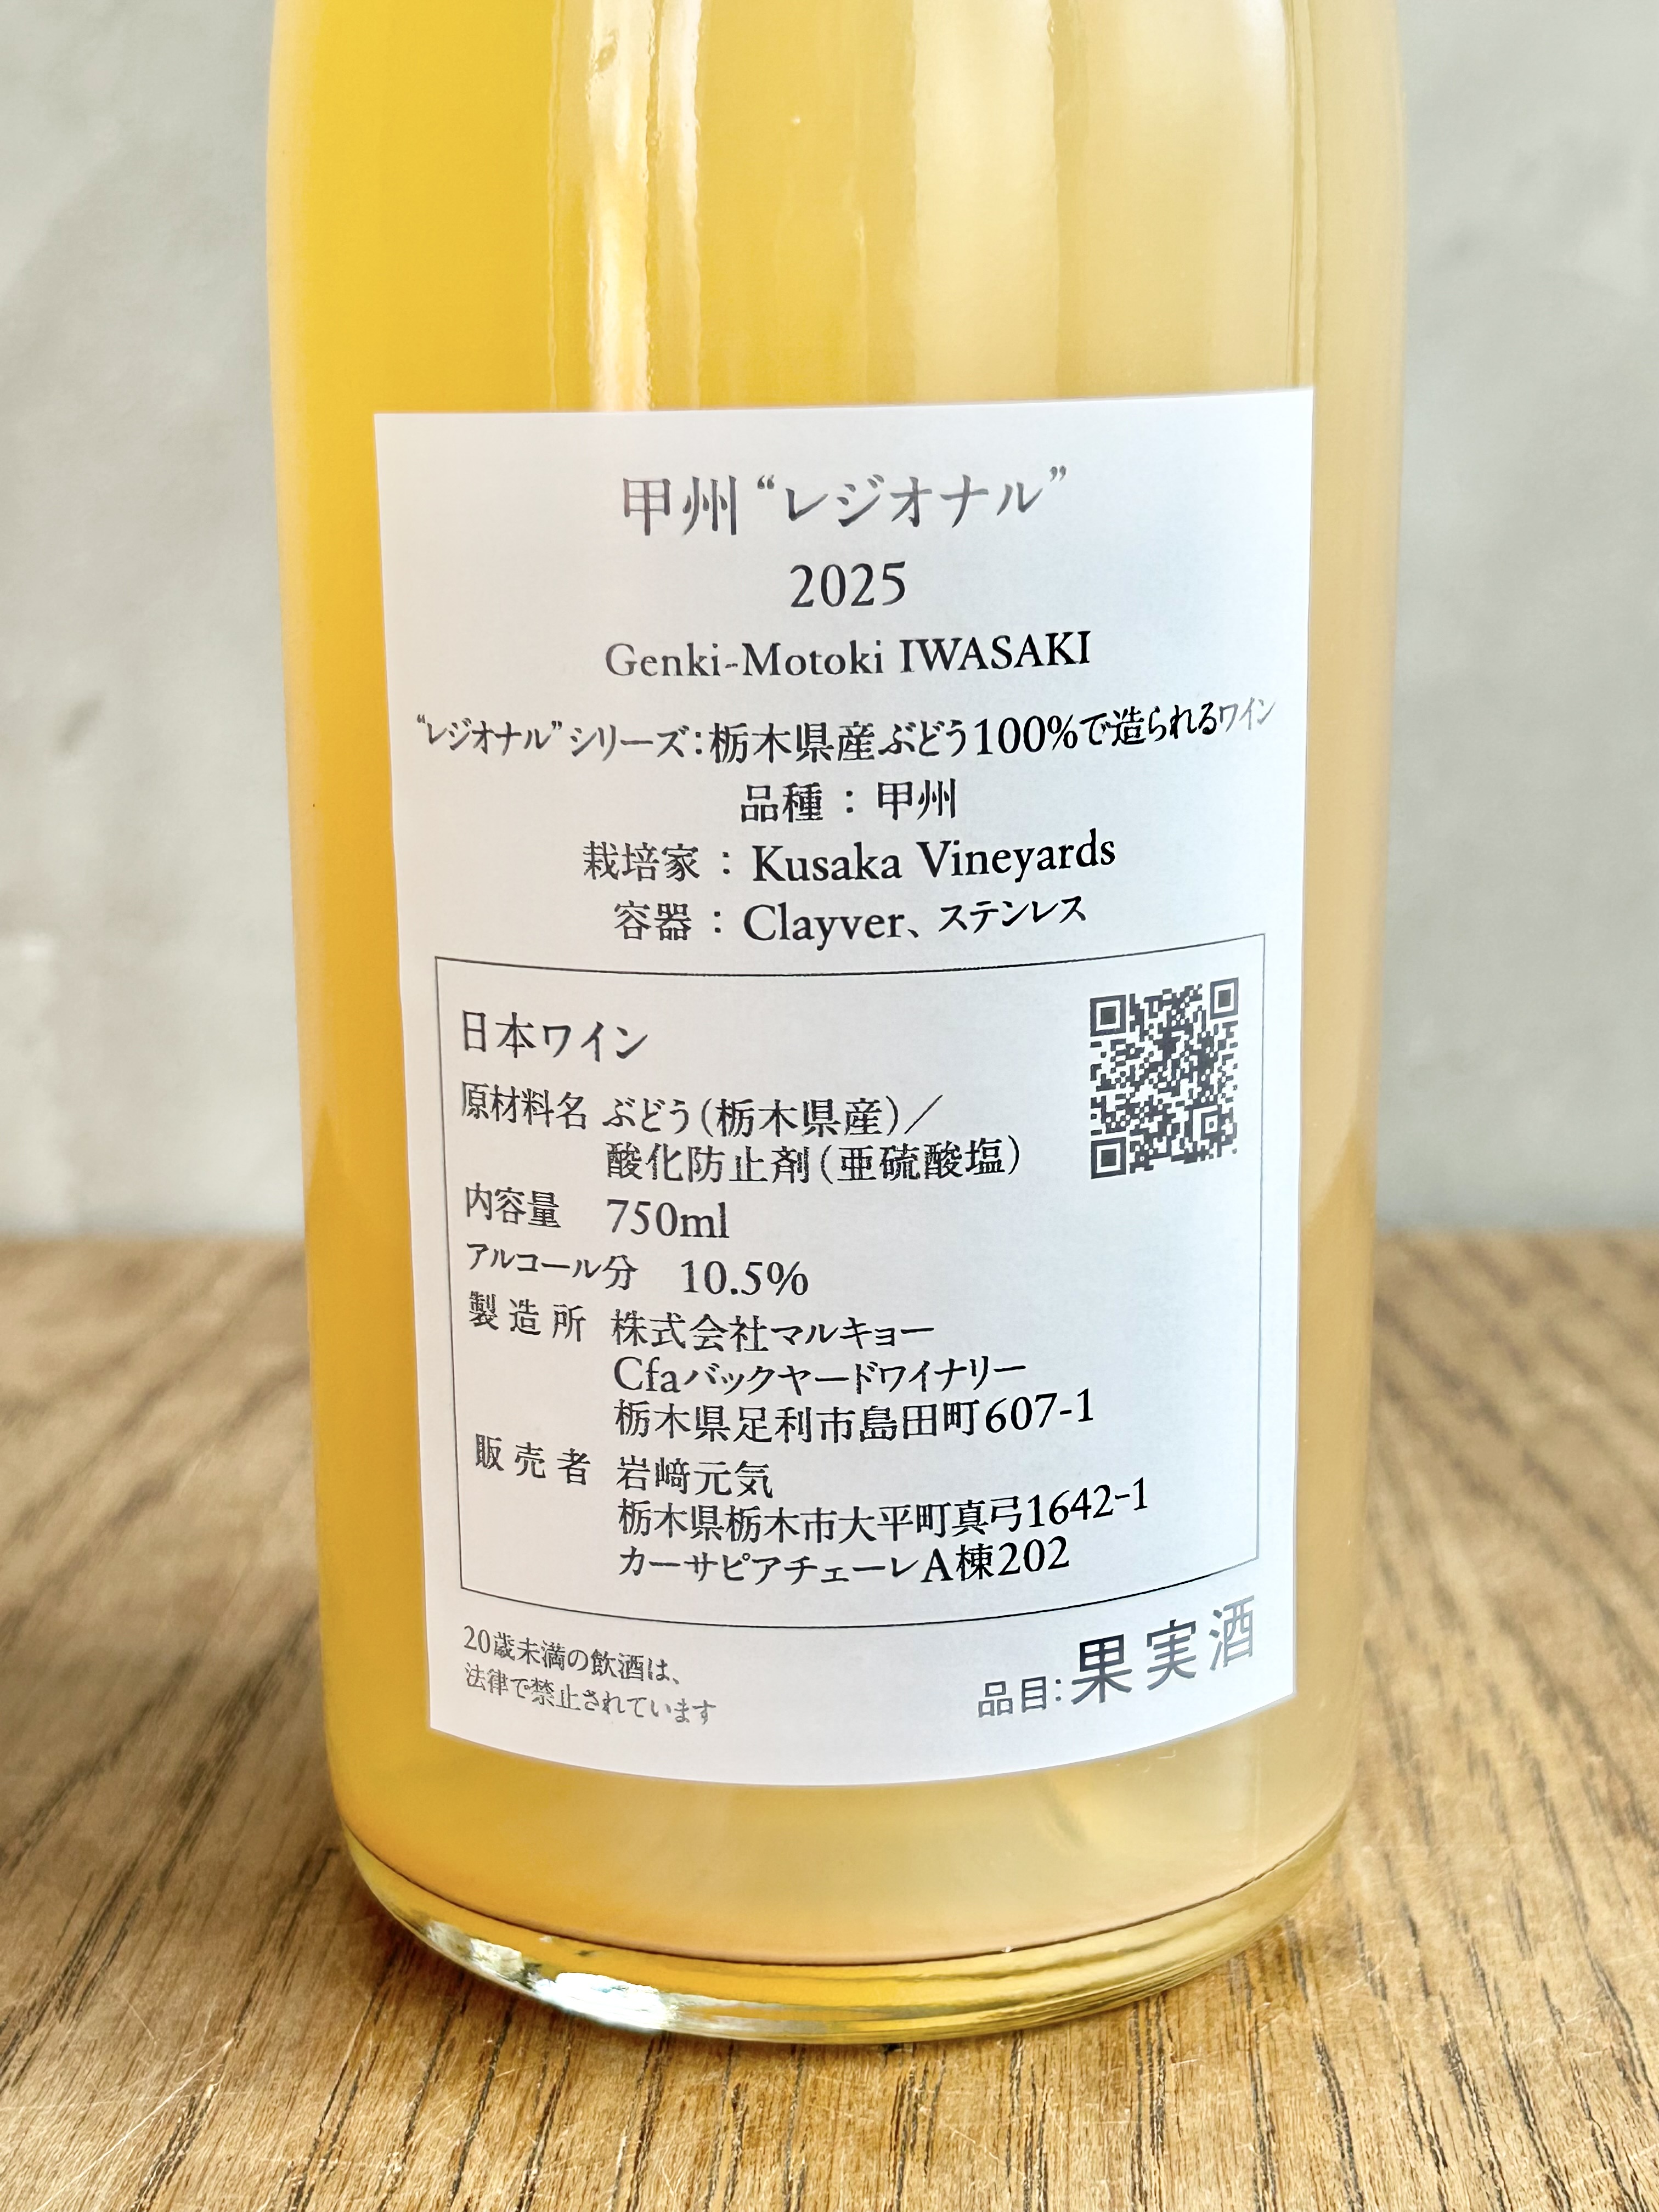 甲州“レジオナル”
2025
Genki-Motoki IWASAKI
“レジオナル”シリーズ：栃木県産ぶどう100%で造られるワイン
品種：甲州
栽培家：Kusaka Vineyards
容器：Clayver、ステンレス
日本ワイン
原材料名 ぶどう(栃木県産)／
酸化防止剤(亜硫酸塩)
内容量 750ml
アルコール分 10.5%
製造所 株式会社マルキョー
Cfaバックヤードワイナリー
栃木県足利市島田町607-1
販売者 岩﨑元気
栃木県栃木市大平町真弓1642-1
カーサピアチェーレA棟202
20歳未満の飲酒は、
法律で禁止されています
品目：果実酒